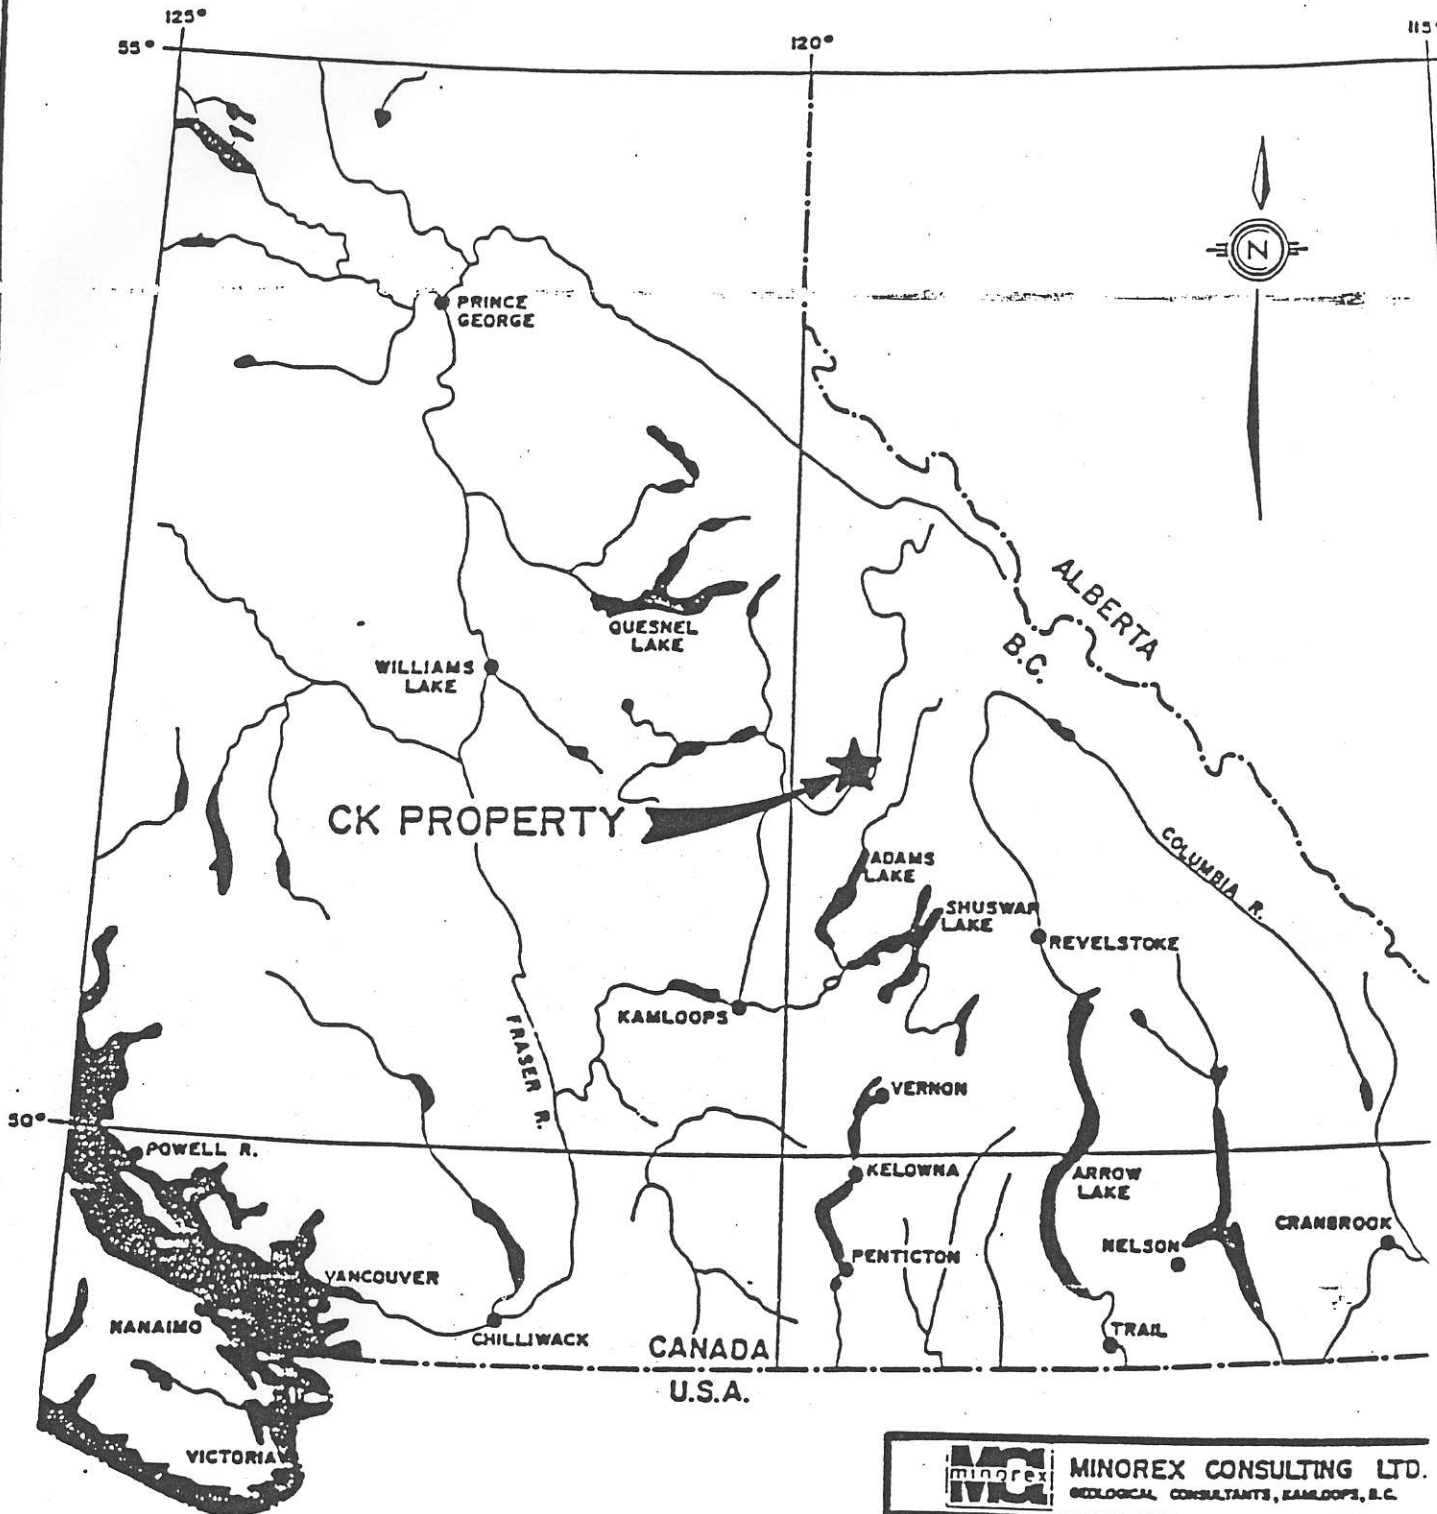 125°
120°
115°
55°
N
PRINCE
GEORGE
ALBERTA
B.C.
QUESNEL
LAKE
WILLIAMS
LAKE
CK PROPERTY
COLUMBIA R.
ADAMS
LAKE
SHUSWAP
LAKE
REVELSTOKE
KAMLOOPS
FRASER R.
VERNON
50°
POWELL R.
KELOWNA
ARROW
LAKE
CRANBROOK
NELSON
PENTICTON
VANCOUVER
NANAIMO
CHILLIWACK
TRAIL
CANADA
U.S.A.
VICTORIA
minorex
MINOREX CONSULTING LTD.
GEOLOGICAL CONSULTANTS, KAMLOOPS, B.C.